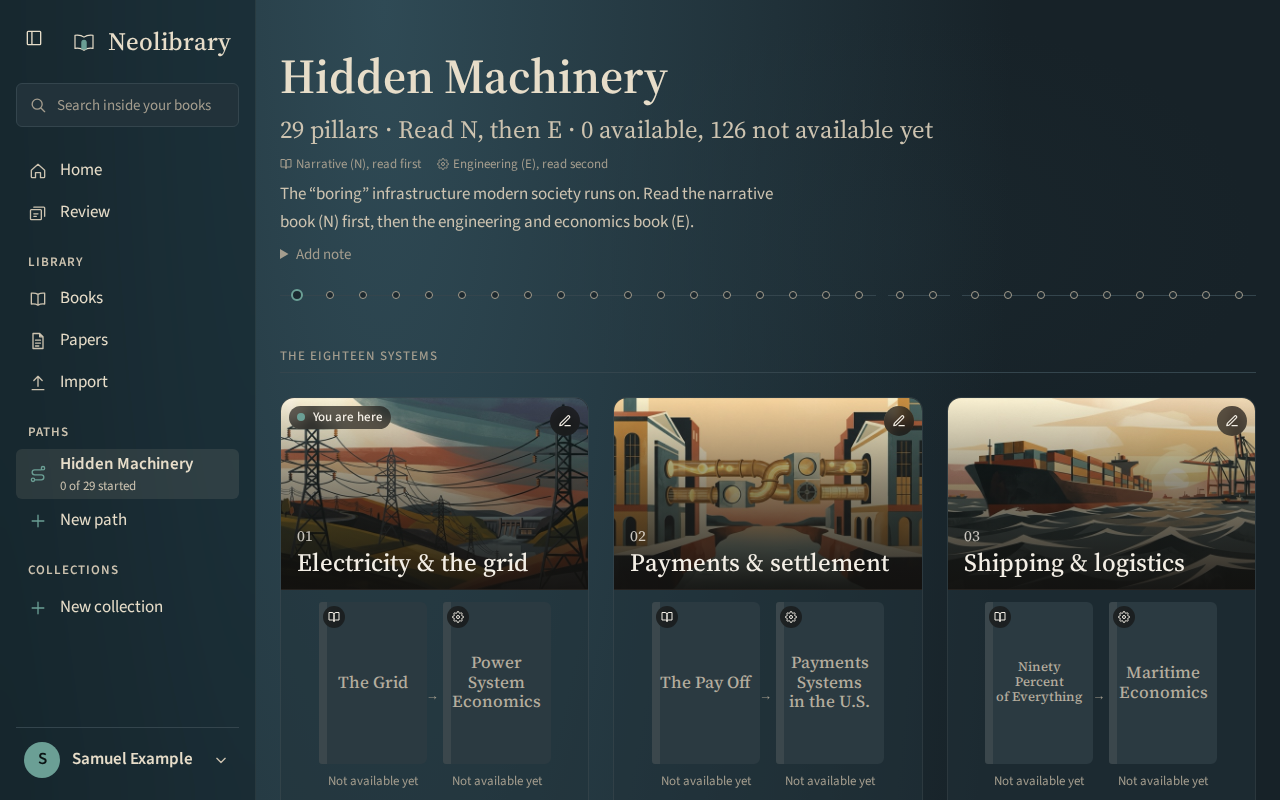 Neolibrary
Search inside your books
Home
Review
LIBRARY
Books
Papers
Import
PATHS
Hidden Machinery
0 of 29 started
New path
COLLECTIONS
New collection
S
Samuel Example
Hidden Machinery
29 pillars · Read N, then E · 0 available, 126 not available yet
Narrative (N), read first
Engineering (E), read second
The “boring” infrastructure modern society runs on. Read the narrative
book (N) first, then the engineering and economics book (E).
Add note
THE EIGHTEEN SYSTEMS
You are here
01
Electricity & the grid
The Grid
→
Power
System
Economics
Not available yet
Not available yet
02
Payments & settlement
The Pay Off
→
Payments
Systems
in the U.S.
Not available yet
Not available yet
03
Shipping & logistics
Ninety
Percent
of Everything
→
Maritime
Economics
Not available yet
Not available yet